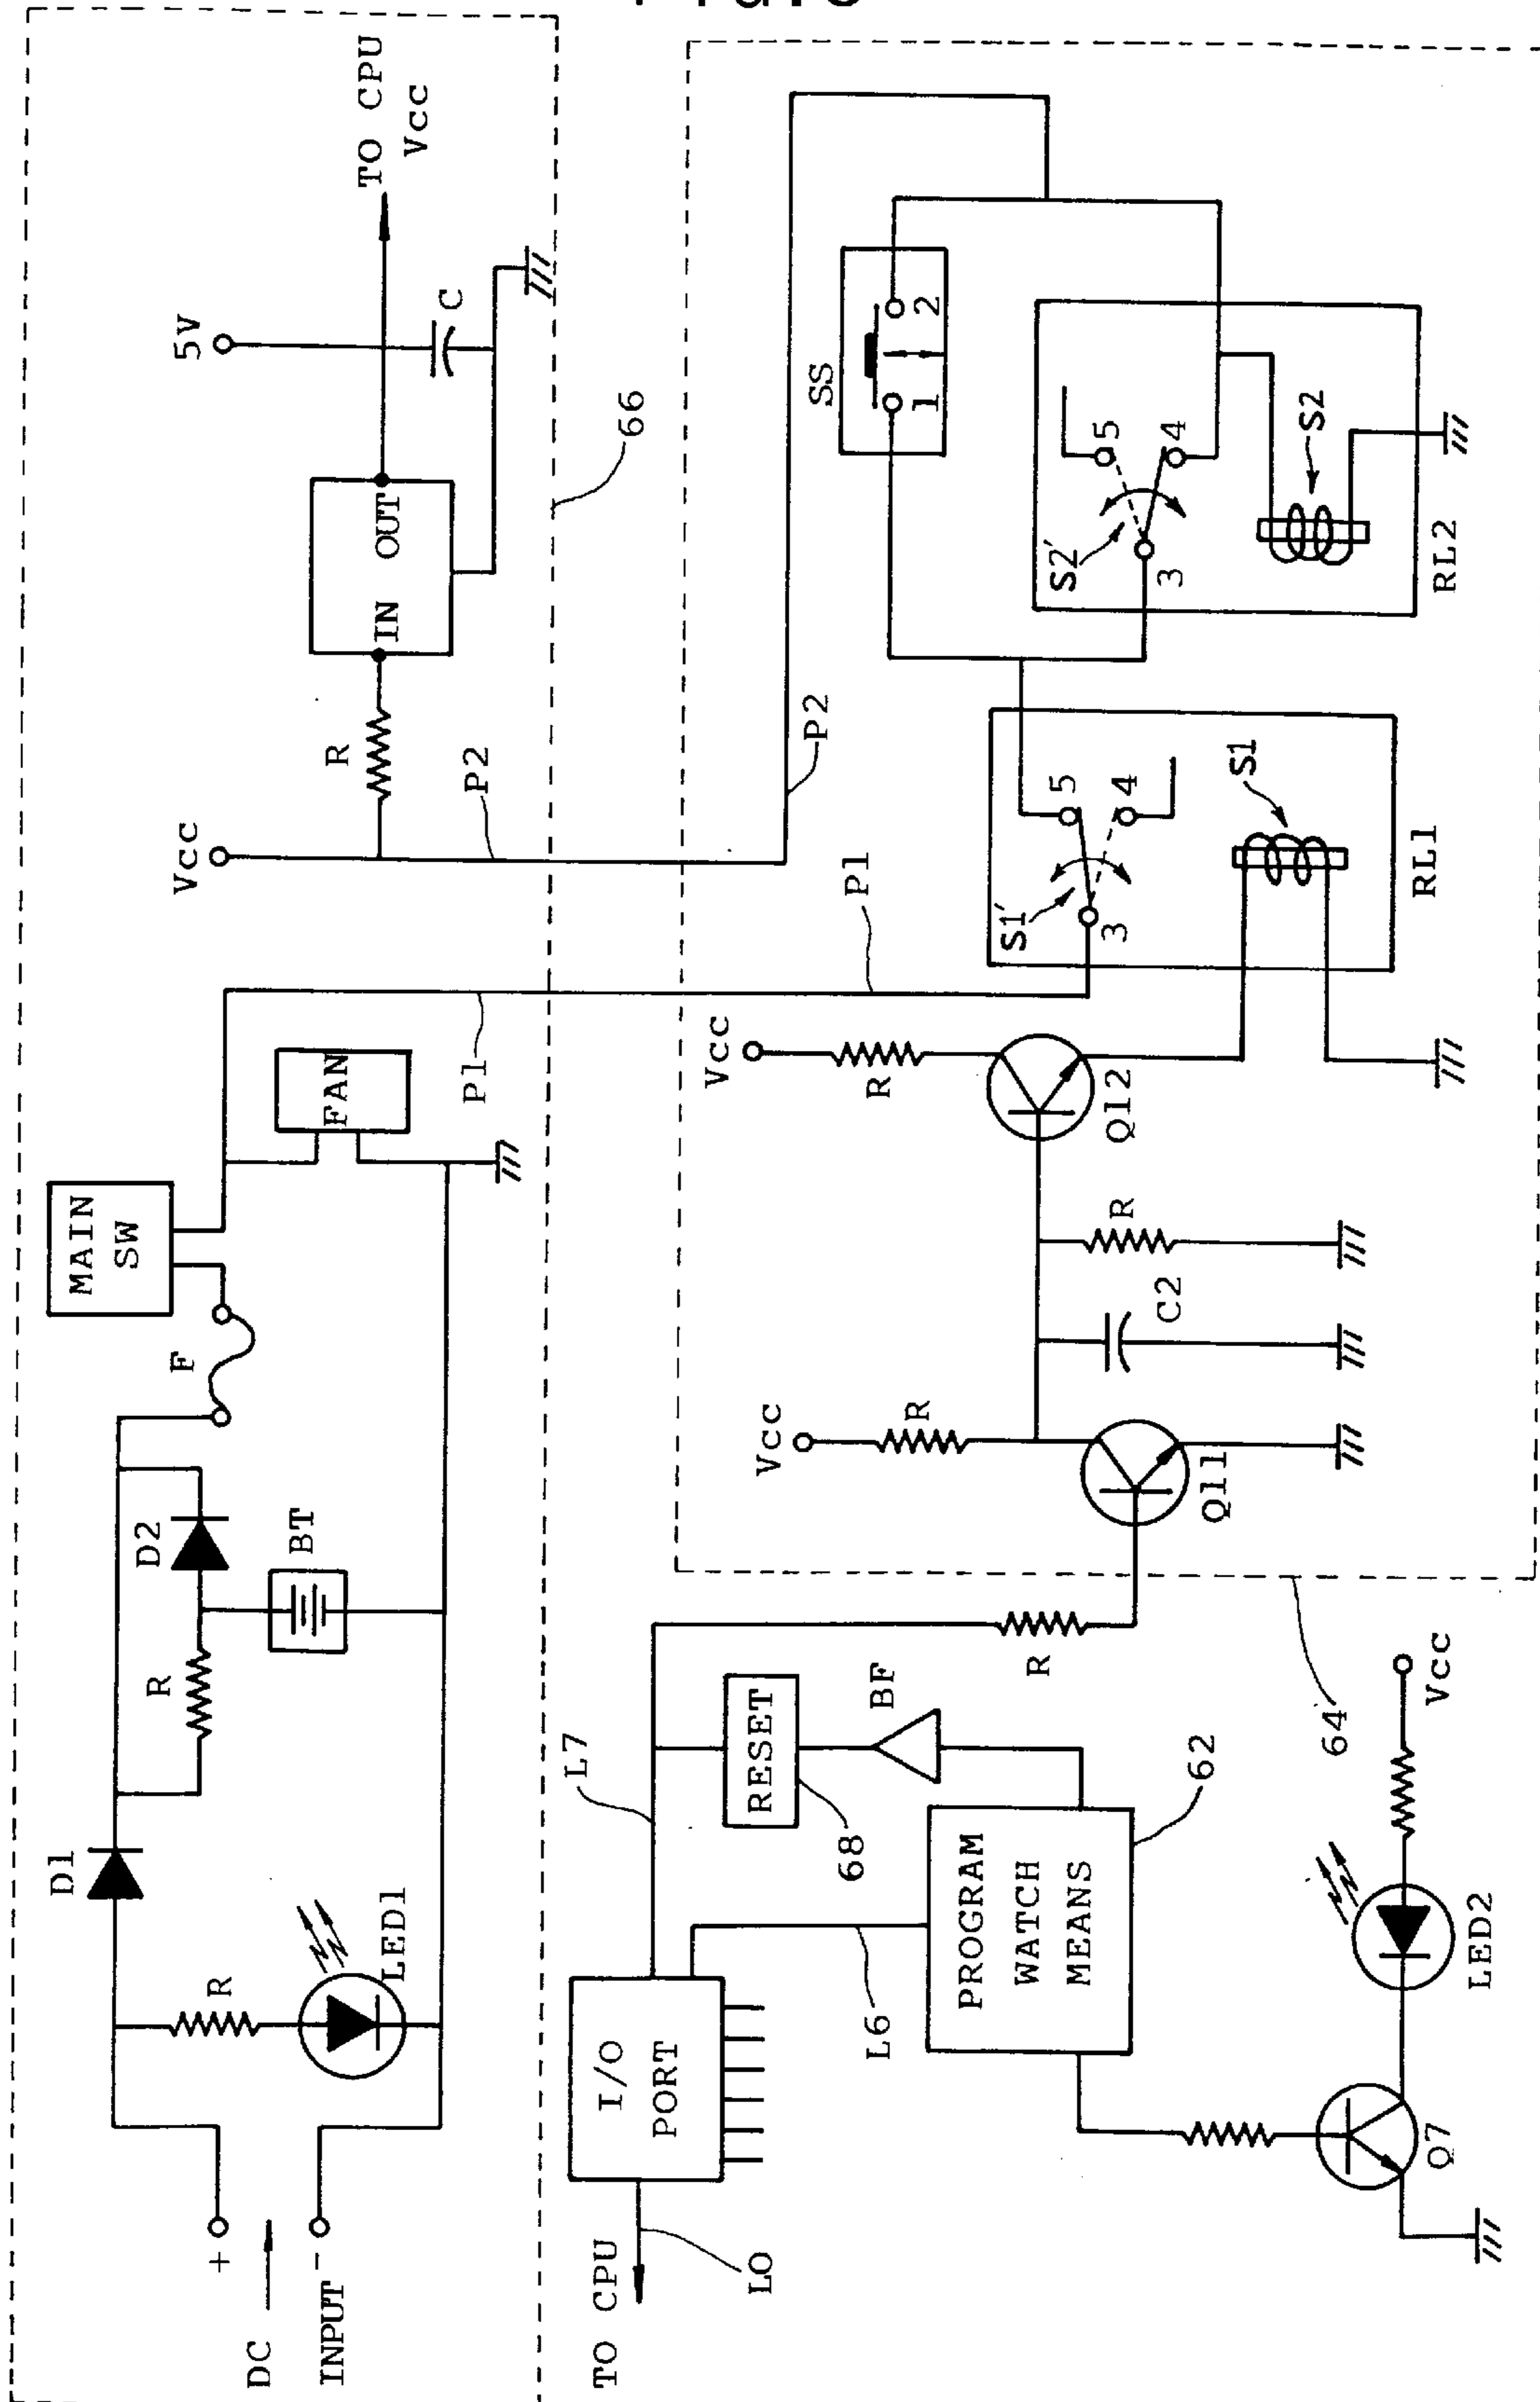 +
DC
INPUT
-
R
LED1
D1
R
D2
BT
F
MAIN
SW
FAN
P1
Vcc
P2
R
IN
OUT
5V
C
TO CPU
Vcc
66
TO CPU
LO
I/O
PORT
L7
L6
RESET
68
BF
PROGRAM
WATCH
MEANS
62
R
Q7
LED2
Vcc
64
Vcc
R
Q11
C2
R
Vcc
R
Q12
P1
P2
S1'
3
5
4
S1
RL1
SS
1
2
S2'
3
5
4
S2
RL2